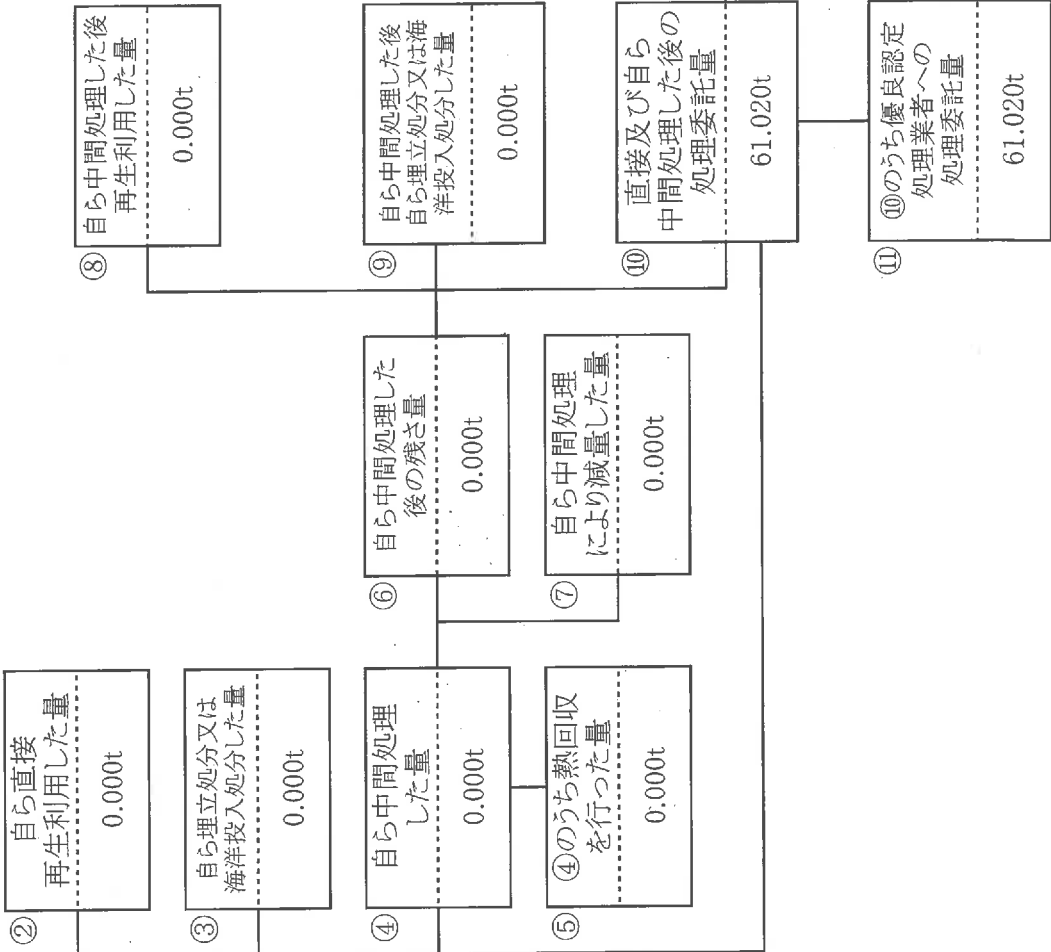 ②
自ら直接
再生利用した量
0.000t
③
自ら埋立処分又は
海洋投入処分した量
0.000t
④
自ら中間処理
した量
0.000t
⑤
④のうち熱回収
を行った量
0.000t
⑥
自ら中間処理した
後の残さ量
0.000t
⑦
自ら中間処理
により減量した量
0.000t
⑧
自ら中間処理した後
再生利用した量
0.000t
⑨
自ら中間処理した後
自ら埋立処分又は海
洋投入処分した量
0.000t
⑩
直接及び自ら
中間処理した後の
処理委託量
61.020t
⑪
⑩のうち優良認定
処理業者への
処理委託量
61.020t